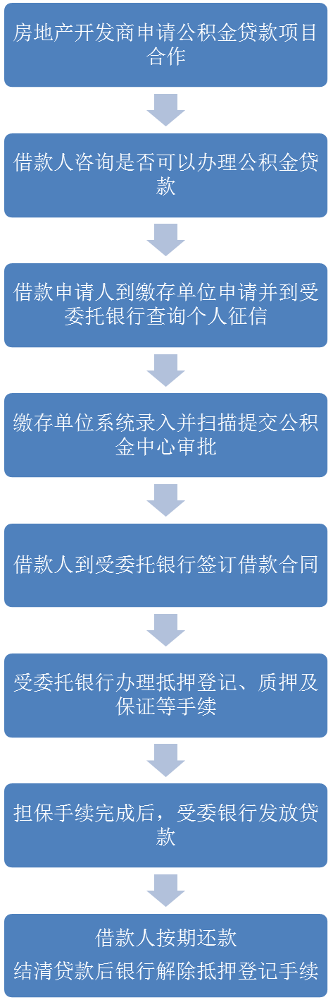 房地产开发商申请公积金贷款项目
合作
借款人咨询是否可以办理公积金贷
款
借款申请人到缴存单位申请并到受
委托银行查询个人征信
缴存单位系统录入并扫描提交公积
金中心审批
借款人到受委托银行签订借款合同
受委托银行办理抵押登记、质押及
保证等手续
担保手续完成后，受委银行发放贷
款
借款人按期还款
结清贷款后银行解除抵押登记手续